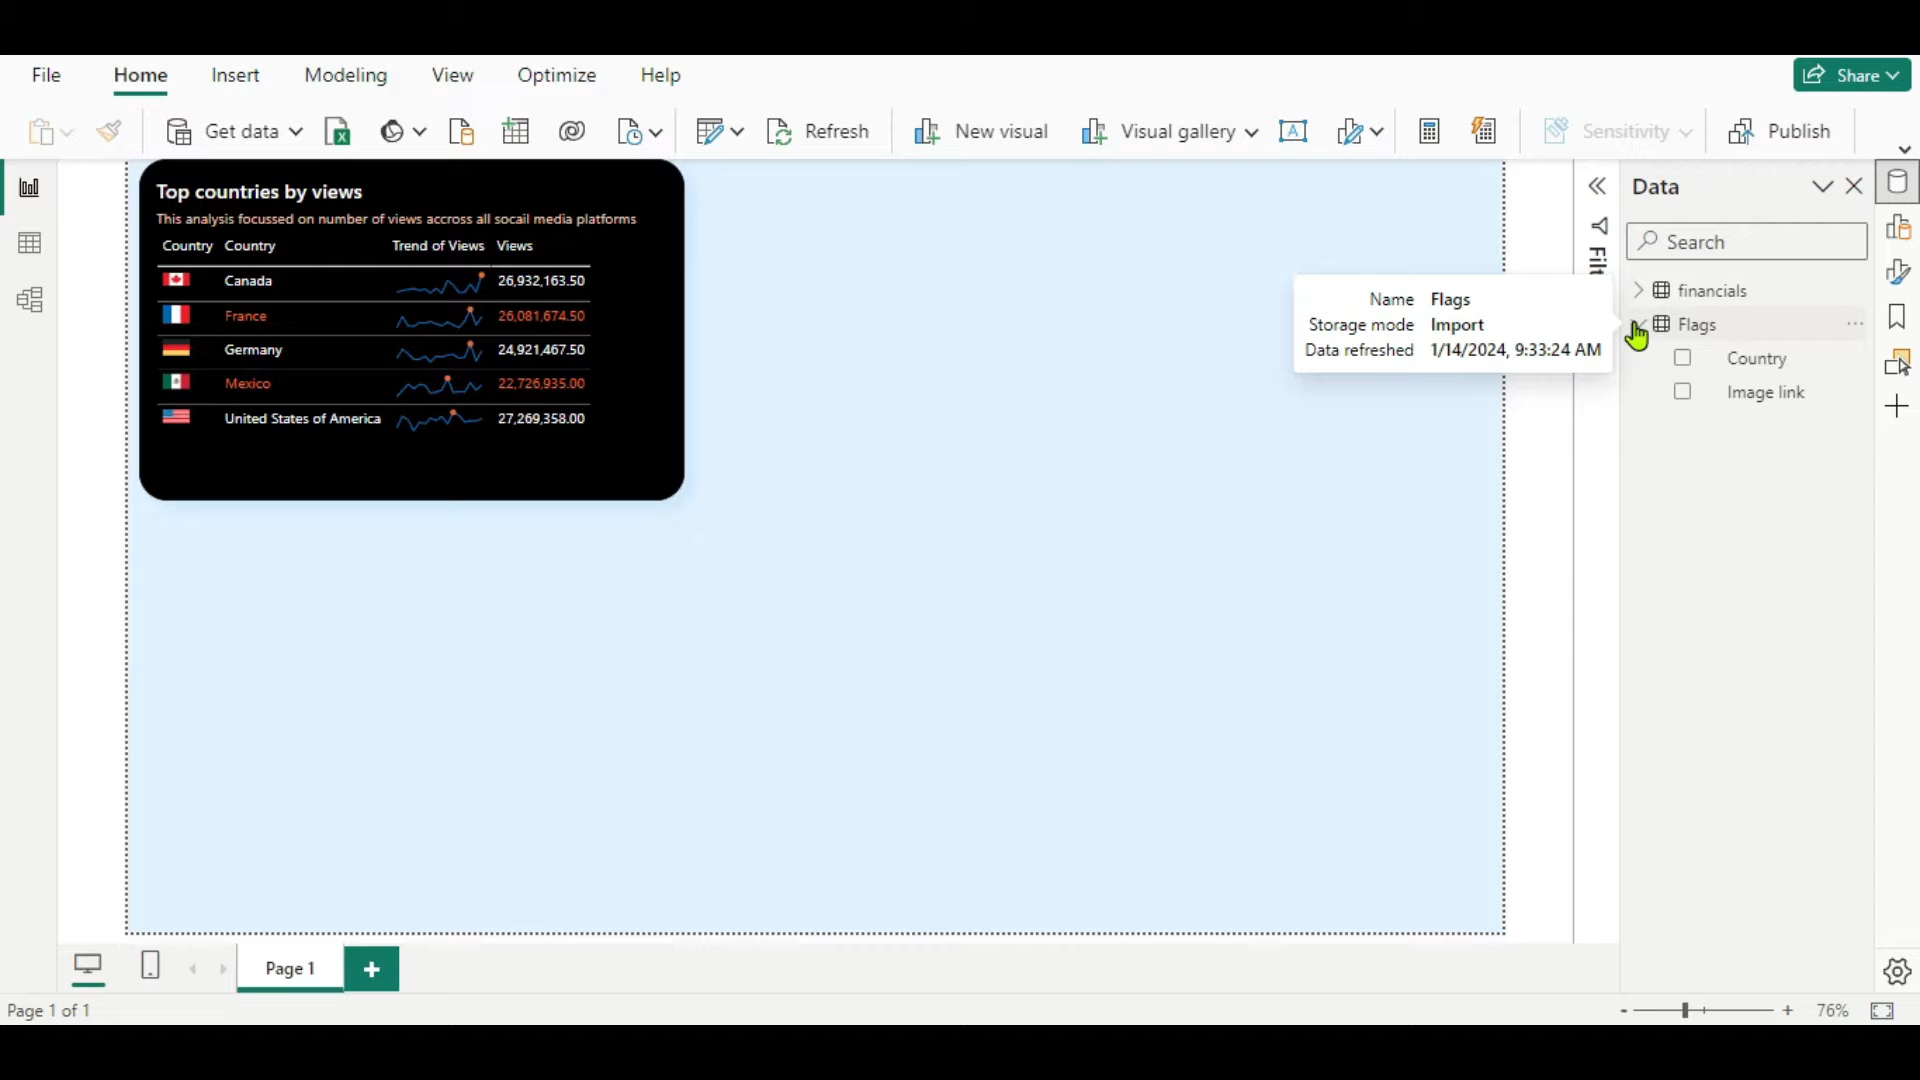 File Home Insert Modeling View Optimize Help Share
Get data Refresh New visual Visual gallery A Sensitivity Publish
Top countries by views
This analysis focussed on number of views accross all socail media platforms
Country Country Trend of Views Views
Canada 26,932,163.50
France 26,081,674.50
Germany 24,921,467.50
Mexico 22,726,935.00
United States of America 27,269,358.00
Name Flags
Storage mode Import
Data refreshed 1/14/2024, 9:33:24 AM
Data
Search
financials
Flags
Country
Image link
Page 1
Page 1 of 1
76%